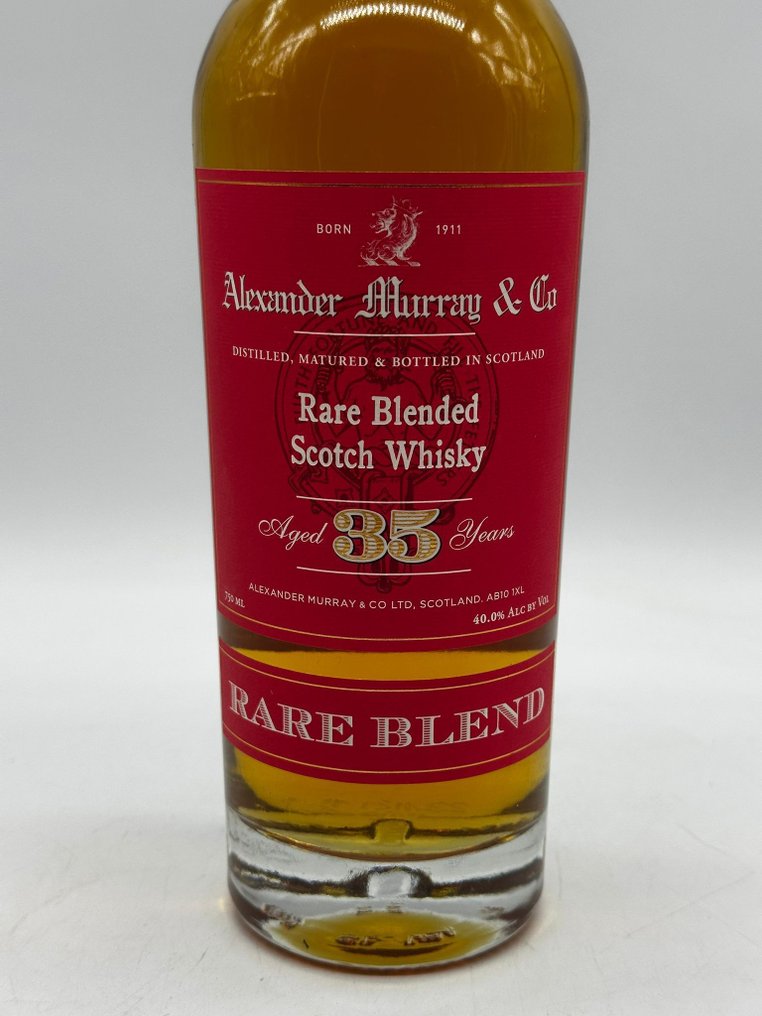 BORN 1911
Alexander Murray & Co
DISTILLED, MATURED & BOTTLED IN SCOTLAND
Rare Blended
Scotch Whisky
Aged 35 Years
ALEXANDER MURRAY & CO LTD, SCOTLAND. AB10 1XL
750 ML
40.0% ALC BY VOL
RARE BLEND